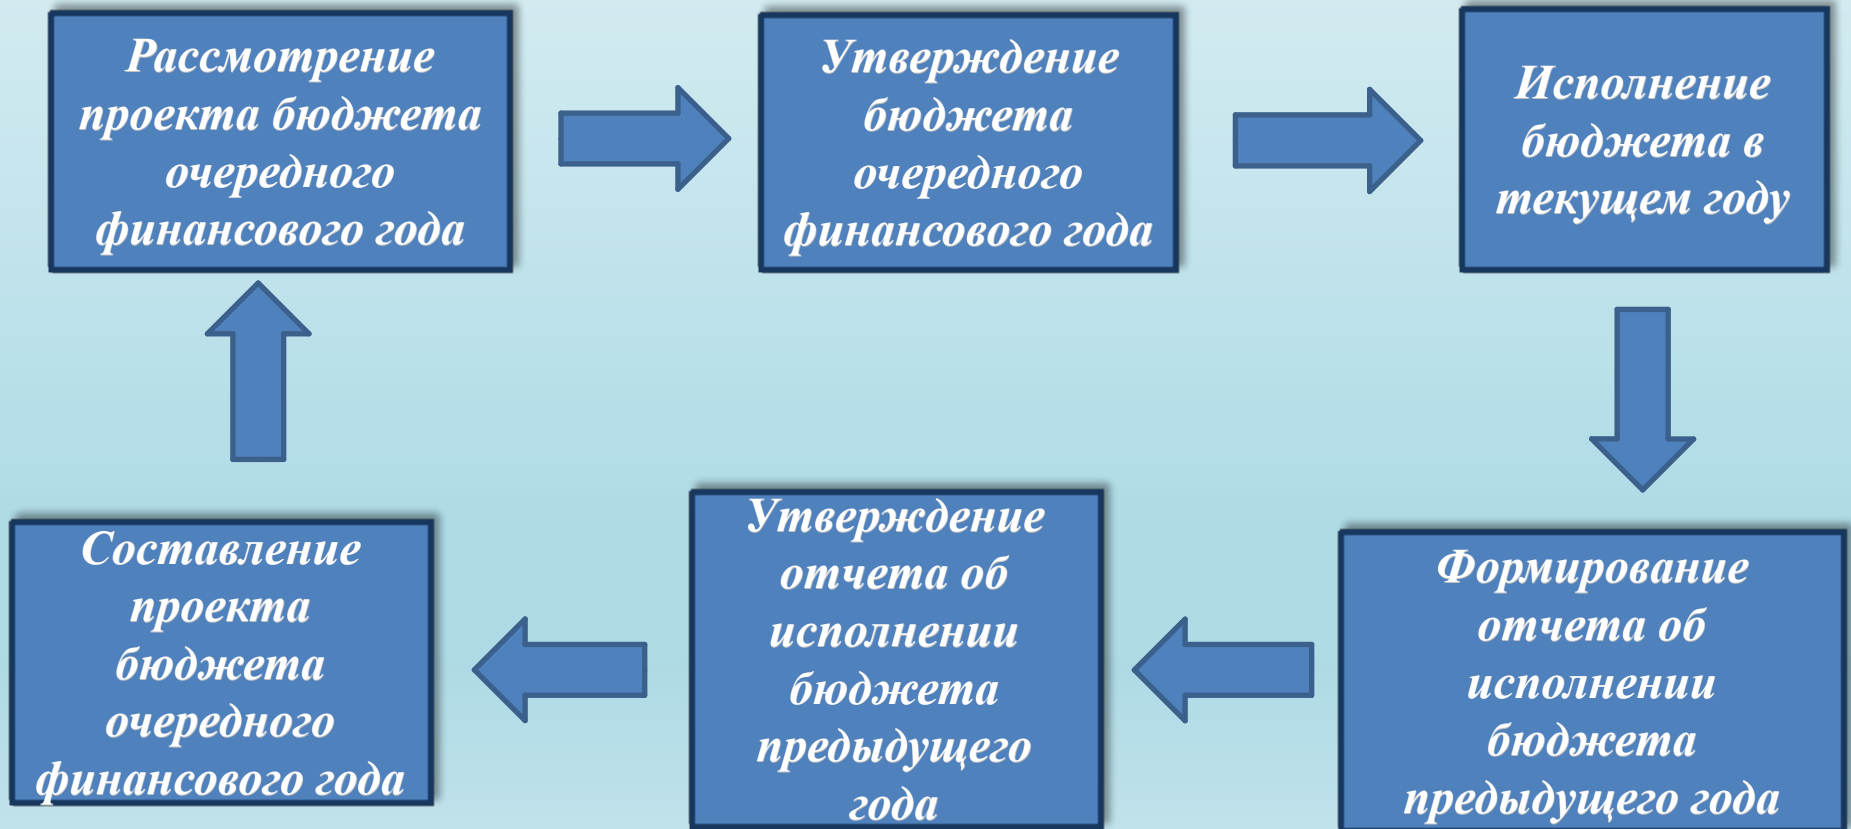 Рассмотрение
проекта бюджета
очередного
финансового года
Утверждение
бюджета
очередного
финансового года
Исполнение
бюджета в
текущем году
Составление
проекта
бюджета
очередного
финансового года
Утверждение
отчета об
исполнении
бюджета
предыдущего
года
Формирование
отчета об
исполнении
бюджета
предыдущего года